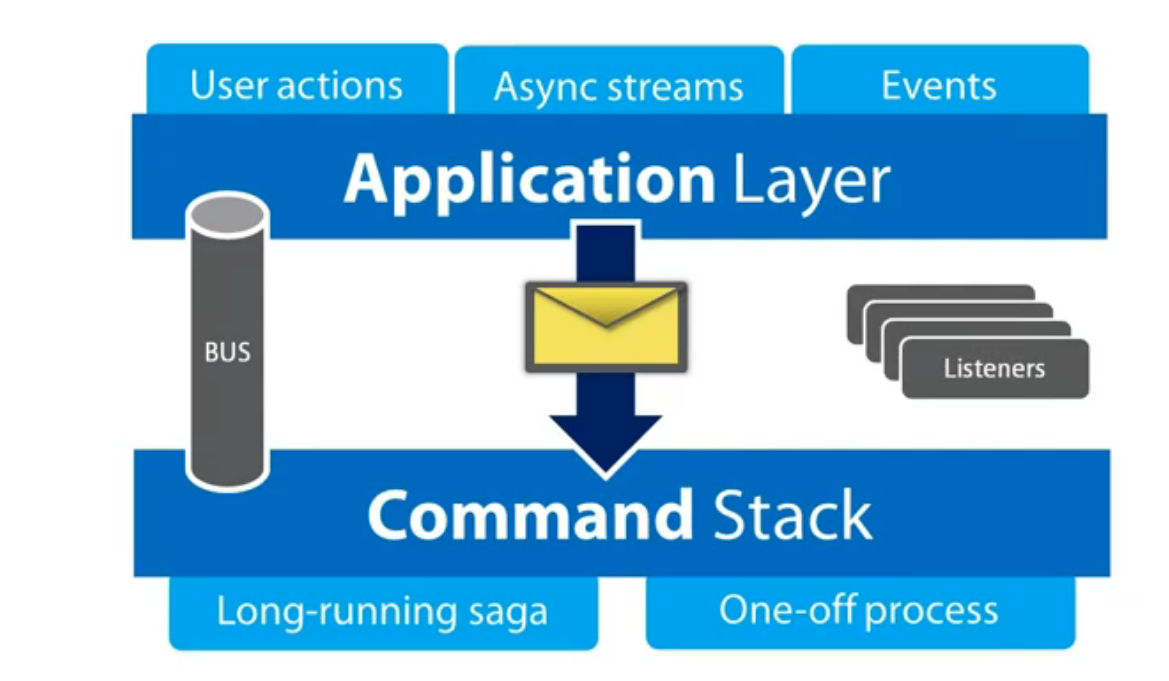 User actions
Async streams
Events
Application Layer
BUS
Listeners
Command Stack
Long-running saga
One-off process